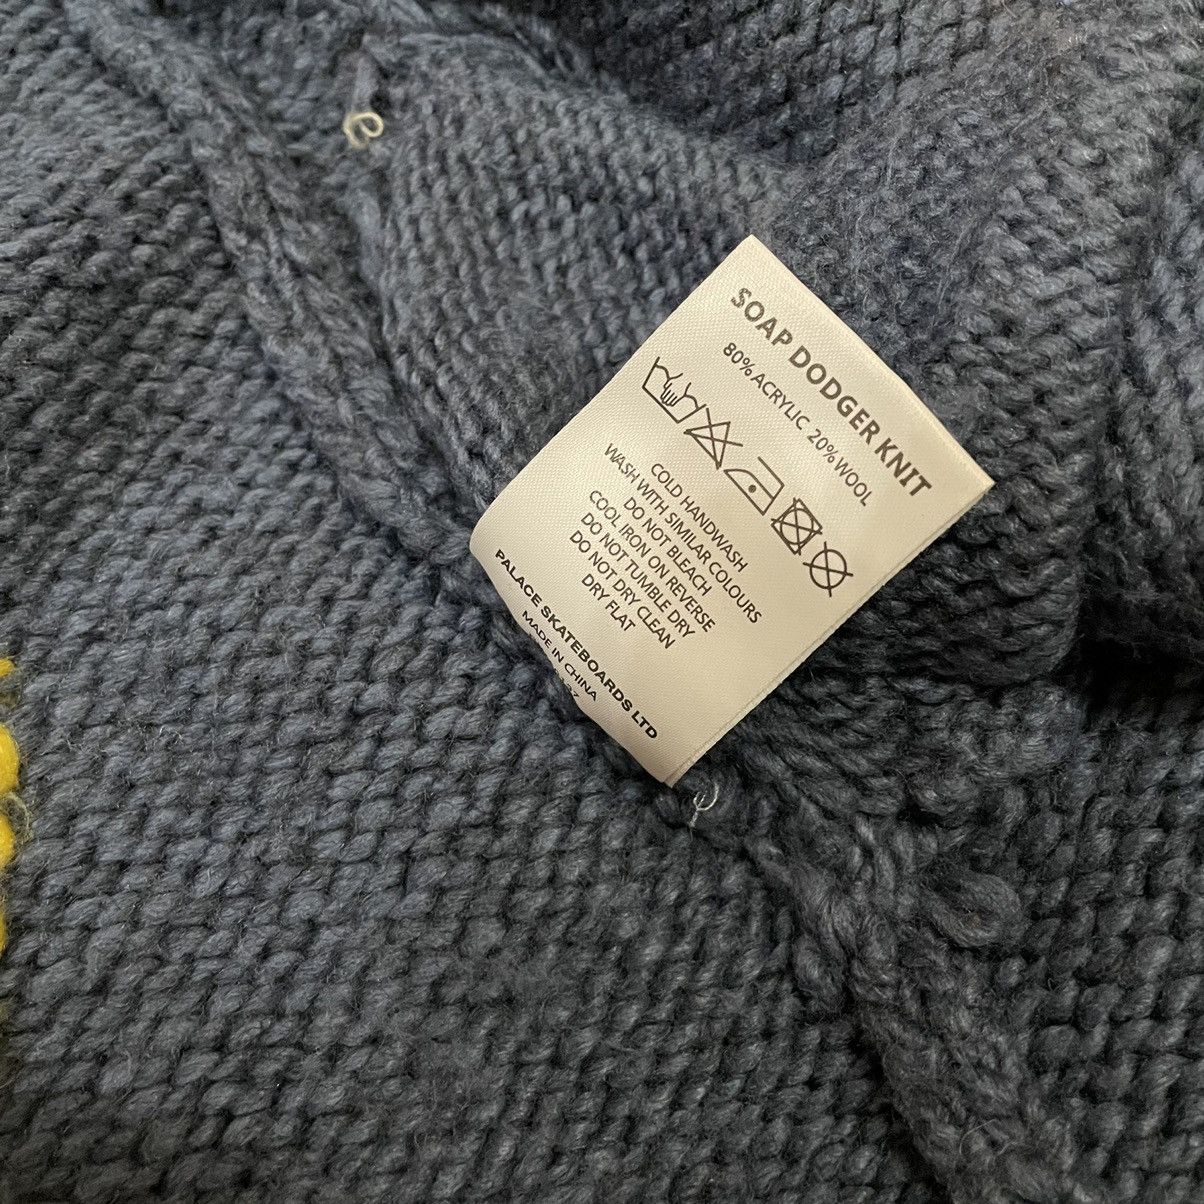 SOAP DODGER KNIT
80%ACRYLIC 20%WOOL
COLD HANDWASH
WASH WITH SIMILAR COLOURS
DO NOT BLEACH
COOL IRON ON REVERSE
DO NOT TUMBLE DRY
DO NOT DRY CLEAN
DRY FLAT
PALACE SKATEBOARDS LTD
MADE IN CHINA